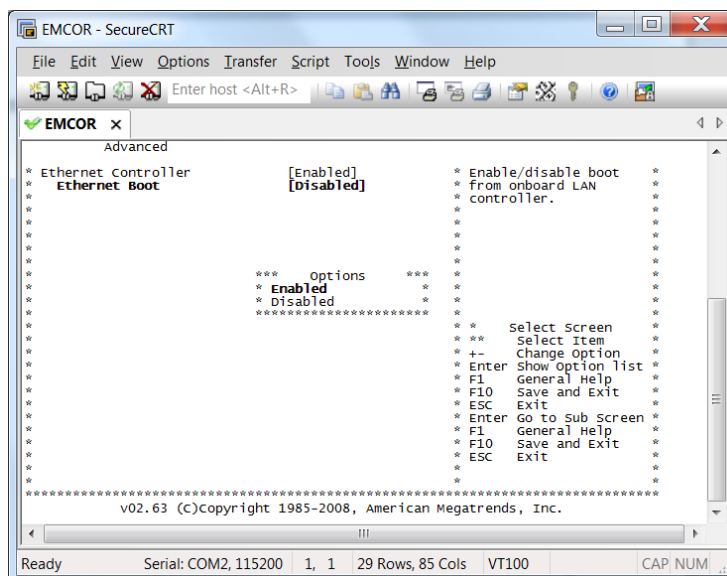 EMCOR - SecureCRT
File Edit View Options Transfer Script Tools Window Help
Enter host <Alt+R>
EMCOR
Advanced
* Ethernet Controller [Enabled] * Enable/disable boot *
* Ethernet Boot [Disabled] * from onboard LAN *
* * controller. *
* * *
* * *
* * *
* * *
* * *
* *** Options *** * *
* * Enabled * * *
* * Disabled * * *
* *********************** * *
* * * Select Screen *
* * ** Select Item *
* * +- Change Option *
* * Enter Show Option list *
* * F1 General Help *
* * F10 Save and Exit *
* * ESC Exit *
* * Enter Go to Sub Screen *
* * F1 General Help *
* * F10 Save and Exit *
* * ESC Exit *
* * *
* * *
*******************************************************************************
v02.63 (C)Copyright 1985-2008, American Megatrends, Inc.
Ready Serial: COM2, 115200 1, 1 29 Rows, 85 Cols VT100 CAP NUM